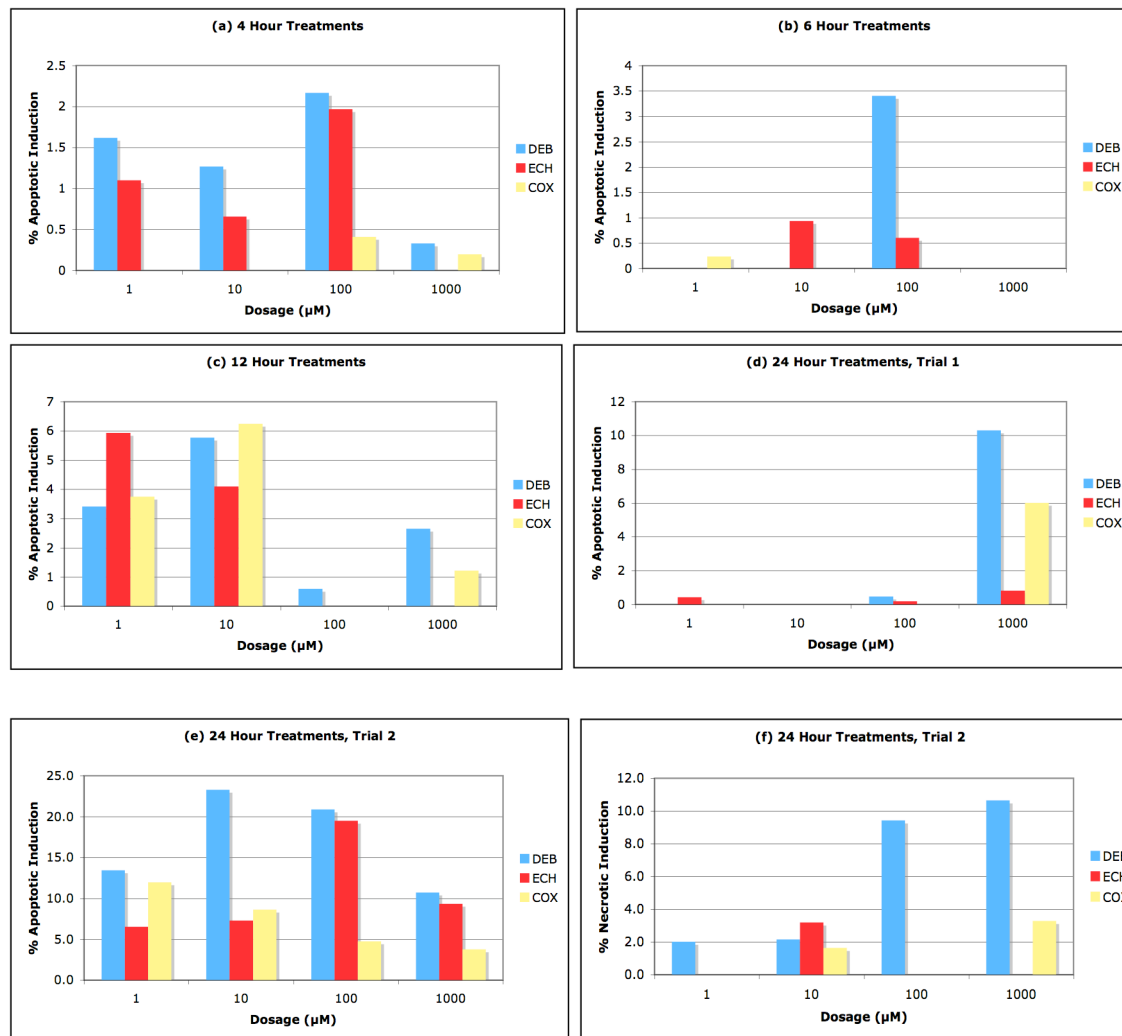 (a) 4 Hour Treatments
% Apoptotic Induction
2.5
2
1.5
1
0.5
0
1 10 100 1000
Dosage (µM)
DEB
ECH
COX
(b) 6 Hour Treatments
% Apoptotic Induction
4
3.5
3
2.5
2
1.5
1
0.5
0
1 10 100 1000
Dosage (µM)
DEB
ECH
COX
(c) 12 Hour Treatments
% Apoptotic Induction
7
6
5
4
3
2
1
0
1 10 100 1000
Dosage (µM)
DEB
ECH
COX
(d) 24 Hour Treatments, Trial 1
% Apoptotic Induction
12
10
8
6
4
2
0
1 10 100 1000
Dosage (µM)
DEB
ECH
COX
(e) 24 Hour Treatments, Trial 2
% Apoptotic Induction
25.0
20.0
15.0
10.0
5.0
0.0
1 10 100 1000
Dosage (µM)
DEB
ECH
COX
(f) 24 Hour Treatments, Trial 2
% Necrotic Induction
12.0
10.0
8.0
6.0
4.0
2.0
0.0
1 10 100 1000
Dosage (µM)
DEB
ECH
COX